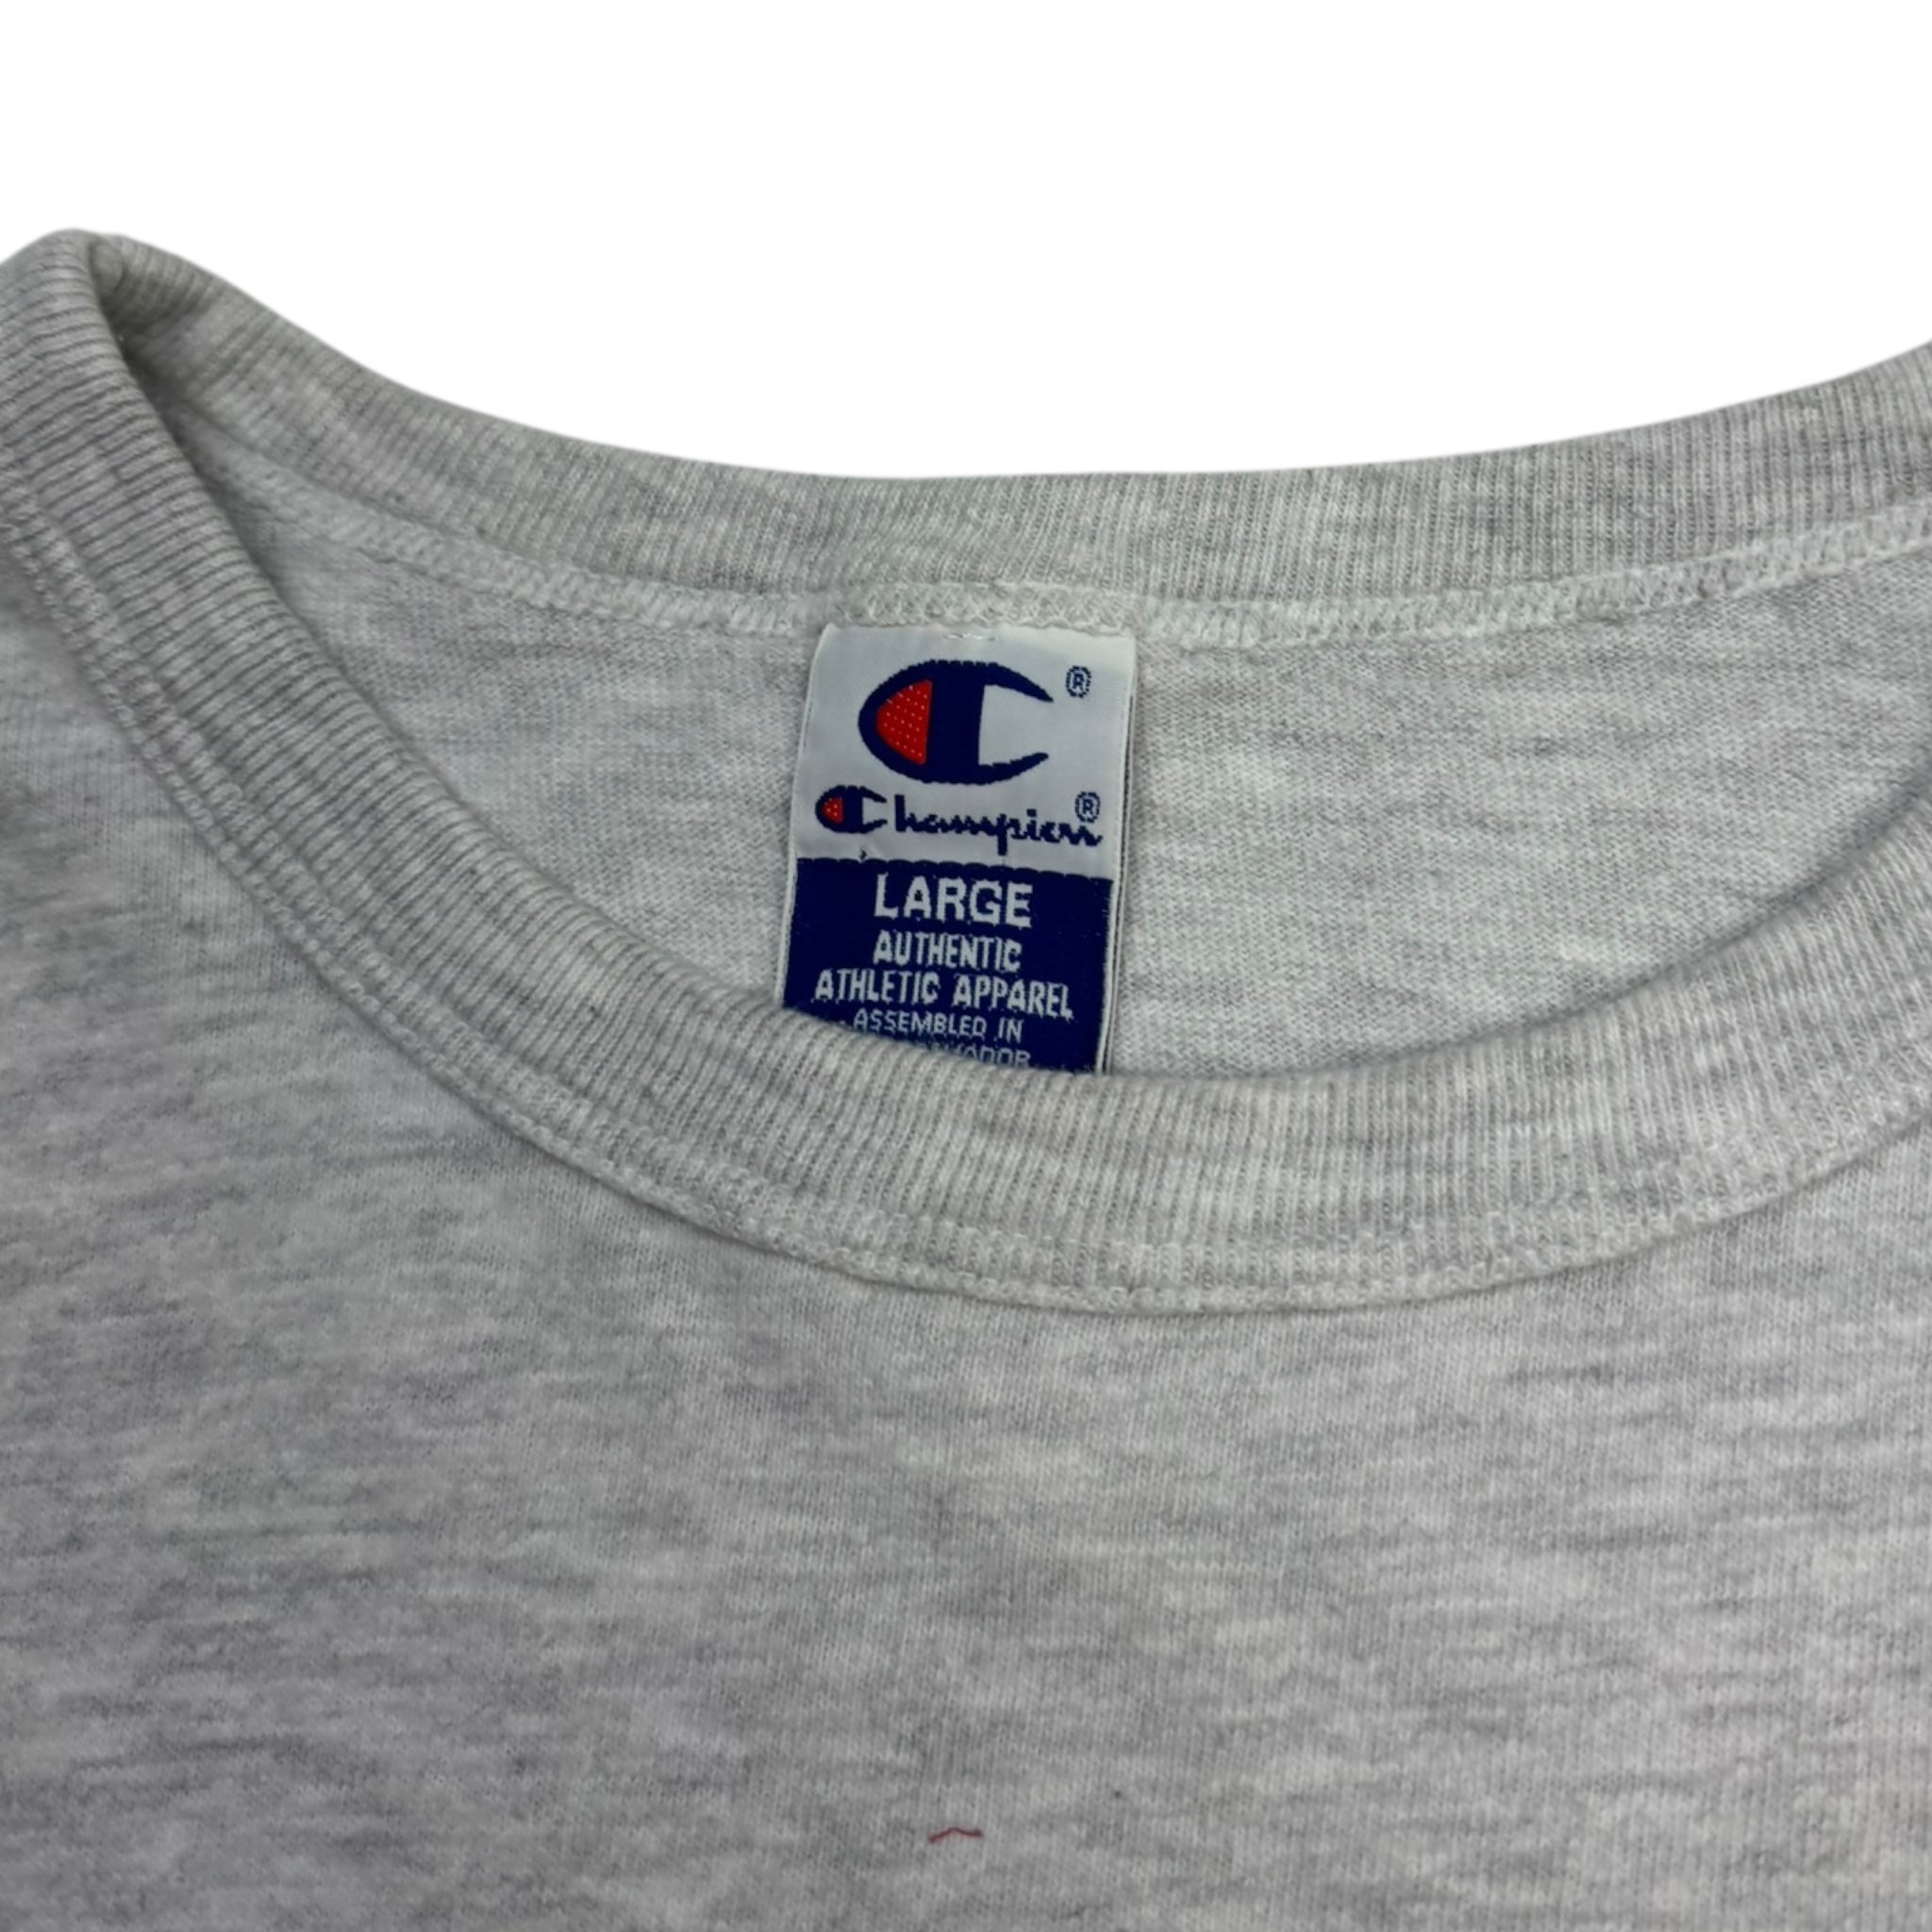 ®
Champion®
LARGE
AUTHENTIC
ATHLETIC APPAREL
ASSEMBLED IN